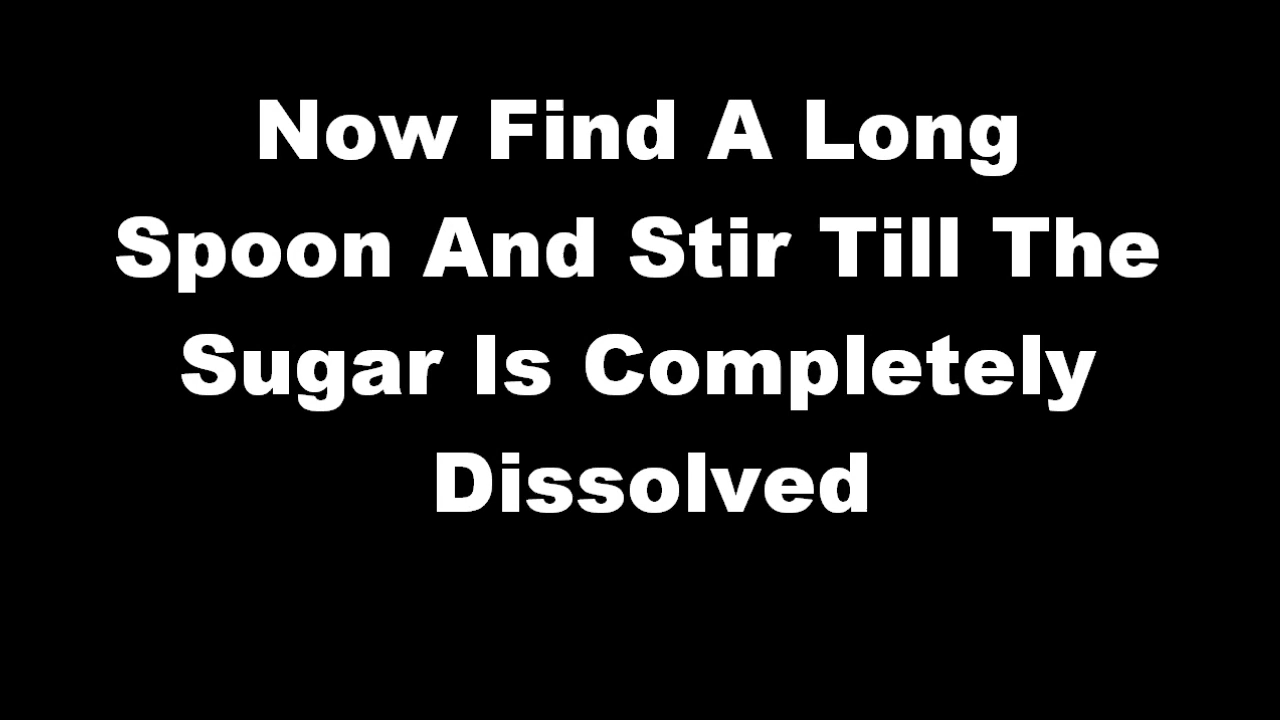 Now Find A Long
Spoon And Stir Till The
Sugar Is Completely
Dissolved